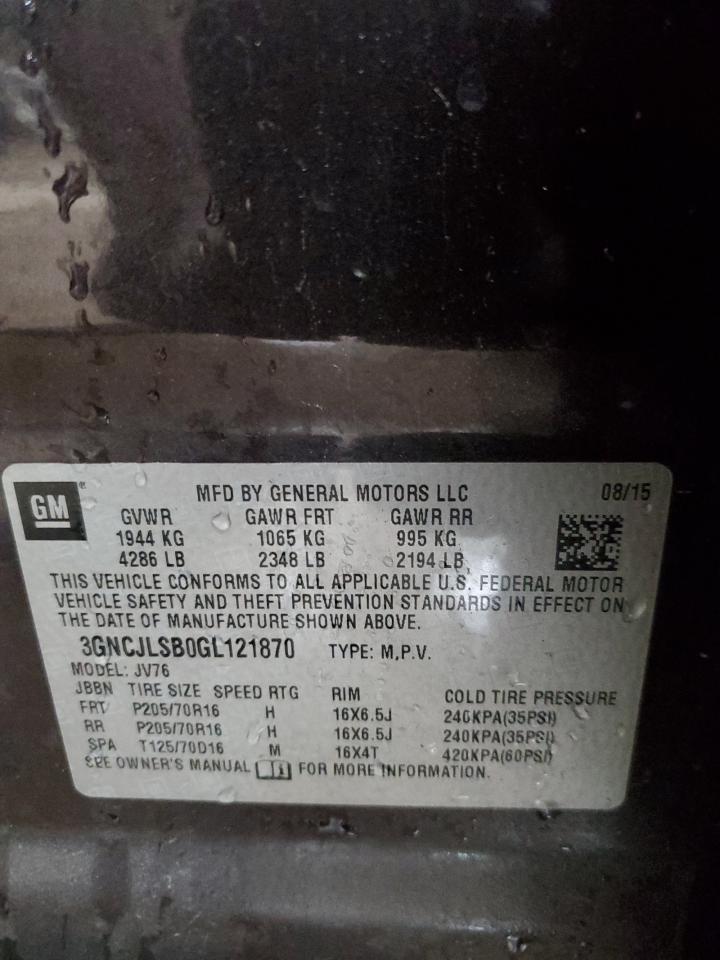 GM
MFD BY GENERAL MOTORS LLC 08/15
GVWR GAWR FRT GAWR RR
1944 KG 1065 KG 995 KG
4286 LB 2348 LB 2194 LB
THIS VEHICLE CONFORMS TO ALL APPLICABLE U.S. FEDERAL MOTOR
VEHICLE SAFETY AND THEFT PREVENTION STANDARDS IN EFFECT ON
THE DATE OF MANUFACTURE SHOWN ABOVE.
3GNCJLSB0GL121870 TYPE: M.P.V.
MODEL: JV76
JBBN TIRE SIZE SPEED RTG RIM COLD TIRE PRESSURE
FRT P205/70R16 H 16X6.5J 240KPA(35PSI)
RR P205/70R16 H 16X6.5J 240KPA(35PSI)
SPA T125/70D16 M 16X4T 420KPA(60PSI)
SEE OWNER'S MANUAL FOR MORE INFORMATION.